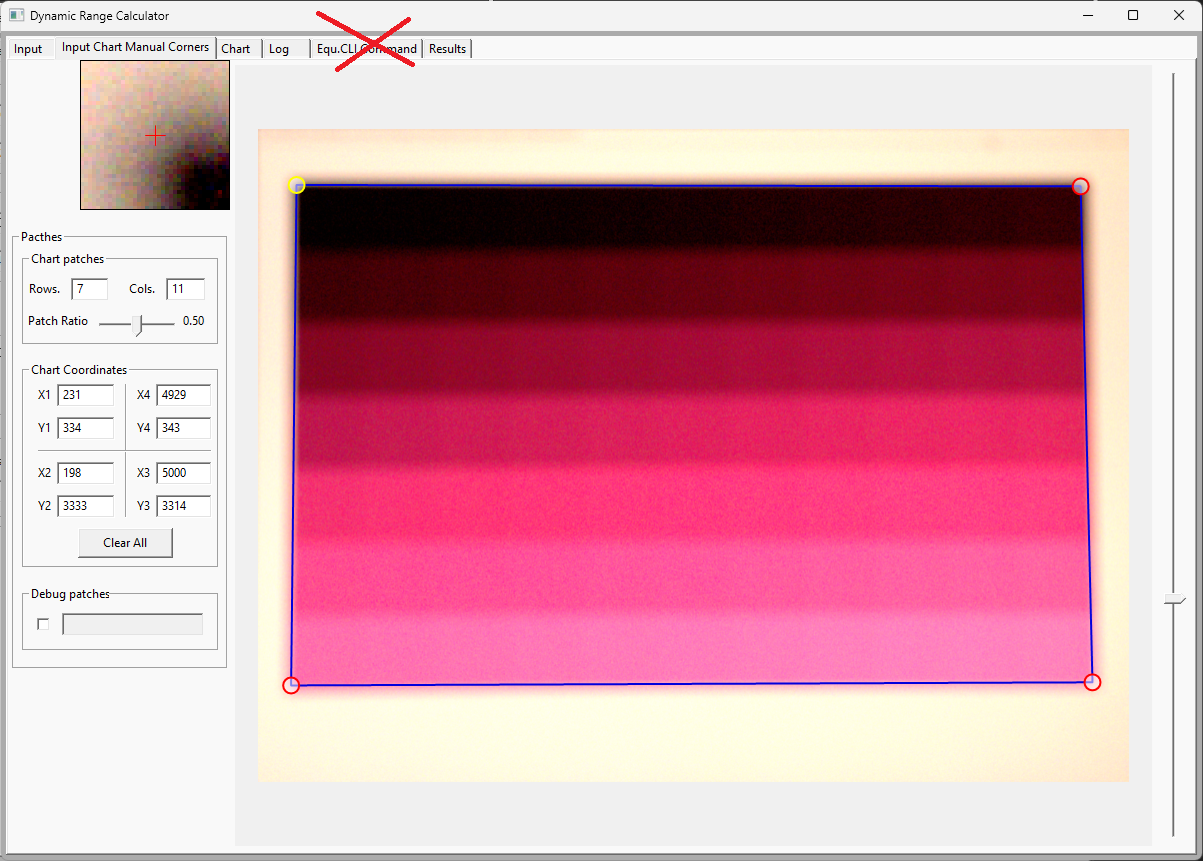 Dynamic Range Calculator
Input Input Chart Manual Corners Chart Log Equ.CLI Command Results
Pacthes
Chart patches
Rows. 7 Cols. 11
Patch Ratio 0.50
Chart Coordinates
X1 231 X4 4929
Y1 334 Y4 343
X2 198 X3 5000
Y2 3333 Y3 3314
Clear All
Debug patches